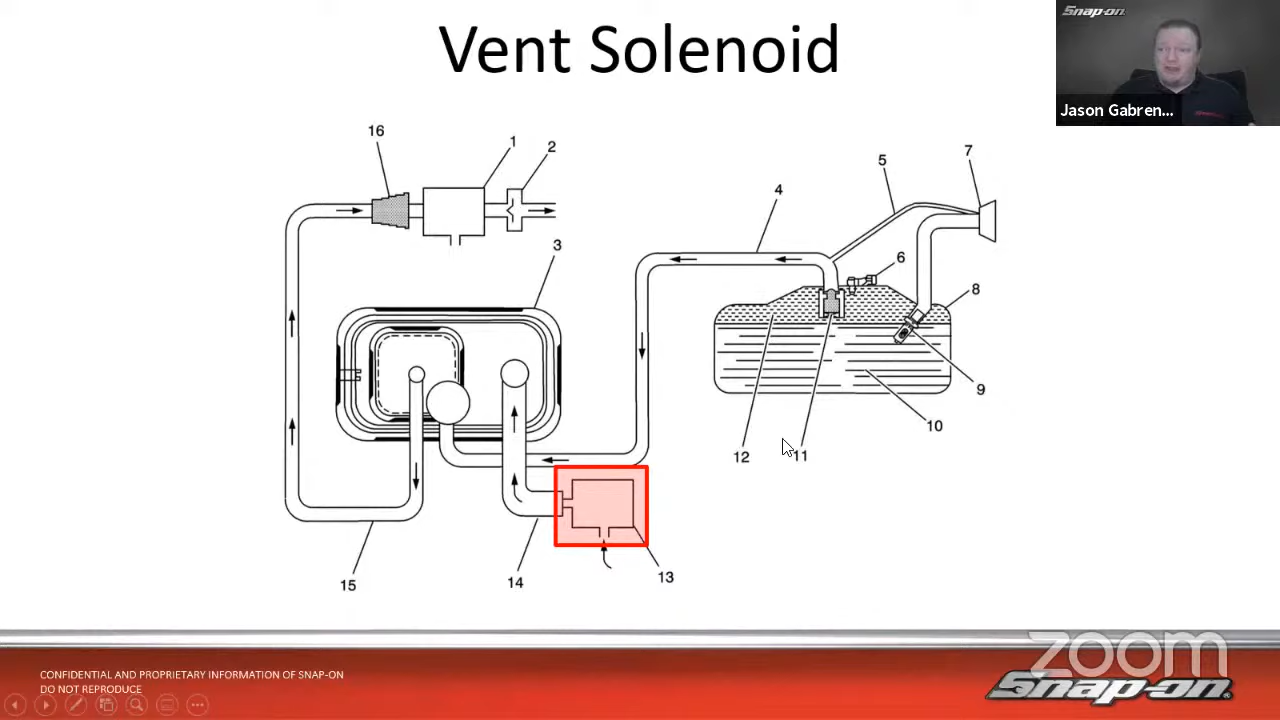 Vent Solenoid
Snap-on
Jason Gabren...
16
1
2
3
4
5
7
6
8
9
10
12
11
13
14
15
CONFIDENTIAL AND PROPRIETARY INFORMATION OF SNAP-ON
DO NOT REPRODUCE
zoom
Snap-on